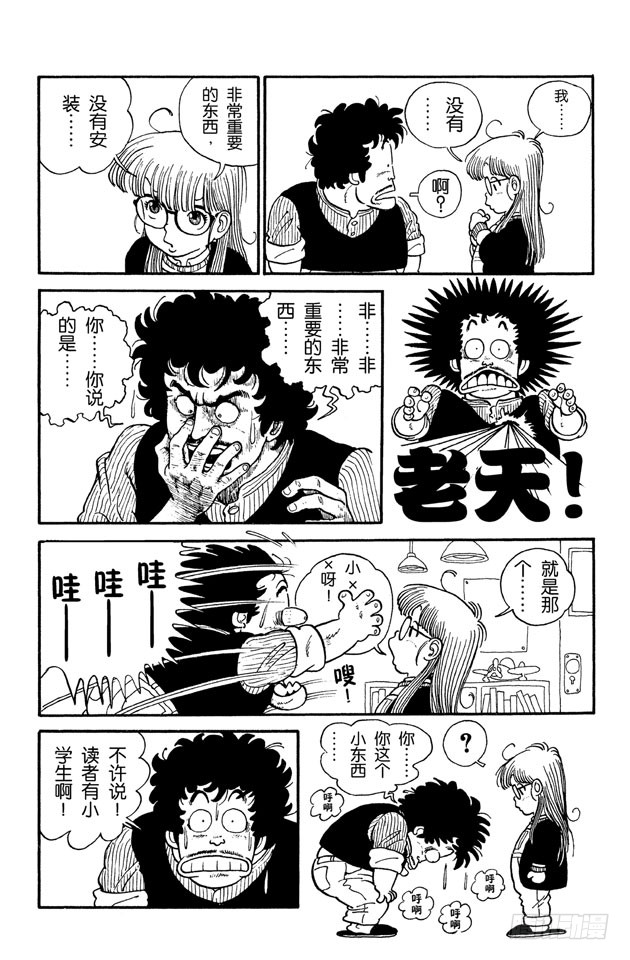 我……
没有
……
啊？
非常重要
的东西，
没有安
装……
老天！
非……非
……非常
重要的东
西……
你……你说
的是……
就是那
个……
小×
×呀！
嗖！
哇
哇
哇
？
你……
你这个
小东西
呼啊
呼啊
呼啊
呼啊
呼啊
不许说！
读者有小
学生啊！